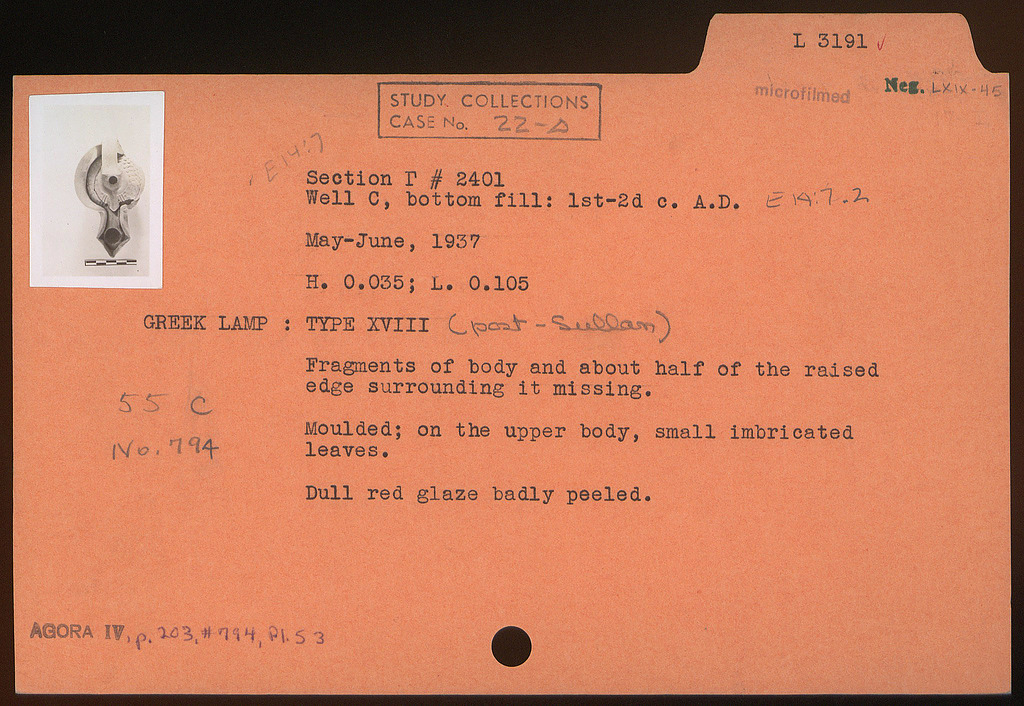 L 3191 ✓
microfilmed
Neg. LXIX-45
STUDY COLLECTIONS
CASE No. 22-D
E 14:7
Section Γ # 2401
Well C, bottom fill: 1st-2d c. A.D. E 14:7.2
May-June, 1937
H. 0.035; L. 0.105
GREEK LAMP : TYPE XVIII (post-Sullan)
Fragments of body and about half of the raised
edge surrounding it missing.
55 C
Moulded; on the upper body, small imbricated
leaves.
No. 794
Dull red glaze badly peeled.
AGORA IV, p. 203, #794, Pl. 53